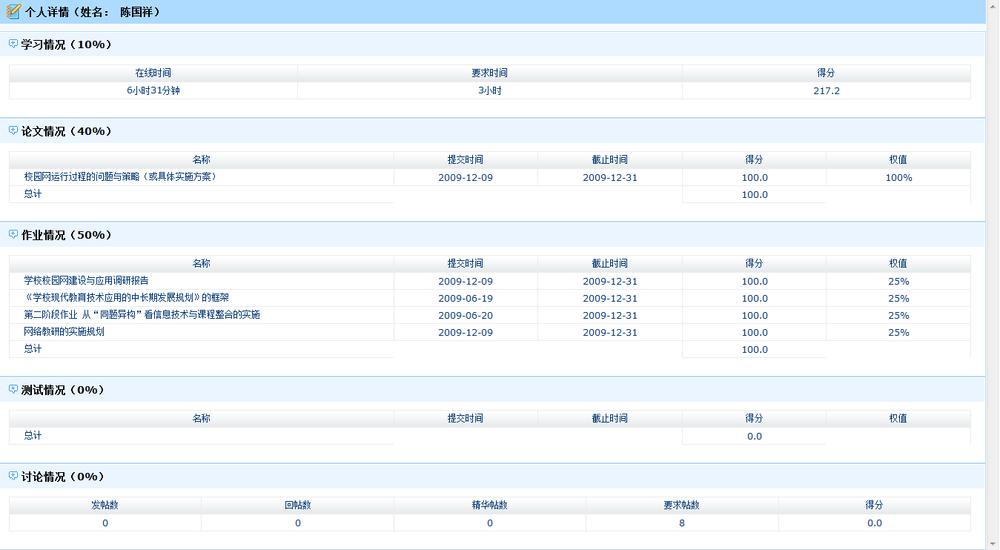 个人详情（姓名： 陈国祥）
学习情况（10%）
在线时间 要求时间 得分
6小时31分钟 3小时 217.2
论文情况（40%）
名称 提交时间 截止时间 得分 权值
校园网运行过程的问题与策略（或具体实施方案） 2009-12-09 2009-12-31 100.0 100%
总计 100.0
作业情况（50%）
名称 提交时间 截止时间 得分 权值
学校校园网建设与应用调研报告 2009-12-09 2009-12-31 100.0 25%
《学校现代教育技术应用的中长期发展规划》的框架 2009-06-19 2009-12-31 100.0 25%
第二阶段作业 从“同题异构”看信息技术与课程整合的实施 2009-06-20 2009-12-31 100.0 25%
网络教研的实施规划 2009-12-09 2009-12-31 100.0 25%
总计 100.0
测试情况（0%）
名称 提交时间 截止时间 得分 权值
总计 0.0
讨论情况（0%）
发帖数 回帖数 精华帖数 要求帖数 得分
0 0 0 8 0.0